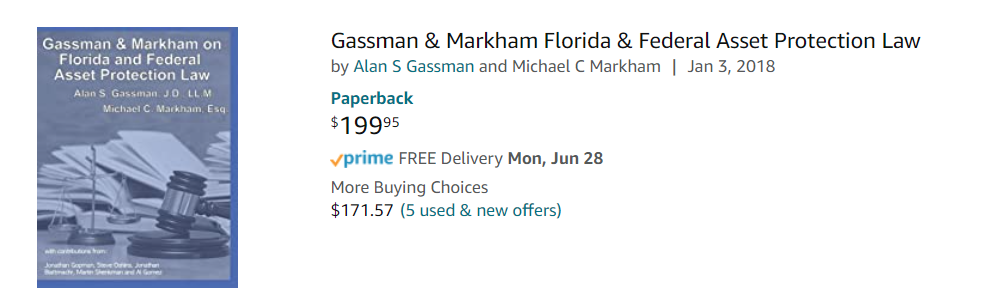 Gassman & Markham on
Florida and Federal
Asset Protection Law
Alan S. Gassman, J.D., LL.M.
Michael C. Markham, Esq.
with contributions from:
Jonathan Gopman, Steve Oshins, Jonathan
Blattmachr, Martin Shenkman and Al Gomez
Gassman & Markham Florida & Federal Asset Protection Law
by Alan S Gassman and Michael C Markham | Jan 3, 2018
Paperback
$19995
prime FREE Delivery Mon, Jun 28
More Buying Choices
$171.57 (5 used & new offers)